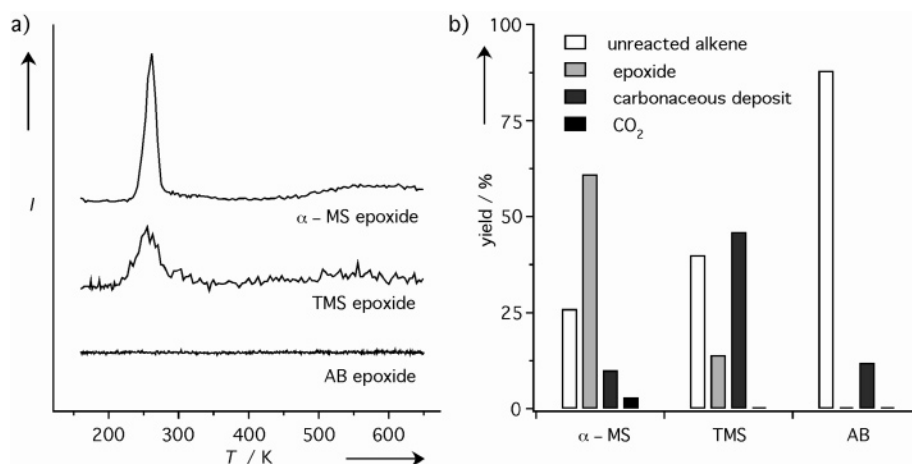 a)
I
α – MS epoxide
TMS epoxide
AB epoxide
200 300 400 500 600
T / K
b)
yield / %
100
75
50
25
0
unreacted alkene
epoxide
carbonaceous deposit
CO₂
α – MS TMS AB